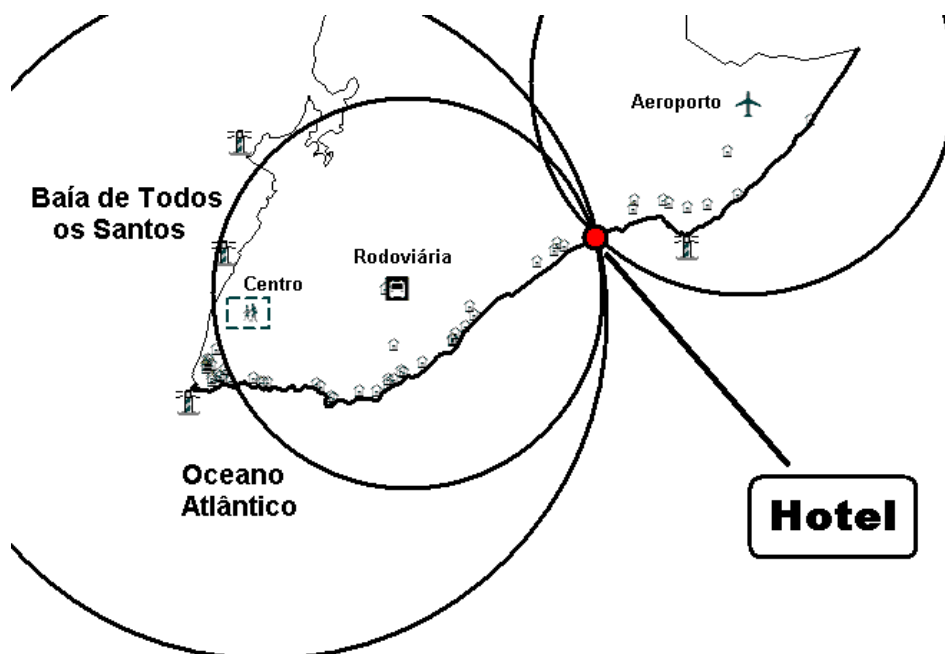 Aeroporto
Baía de Todos
os Santos
Rodoviária
Centro
Oceano
Atlântico
Hotel